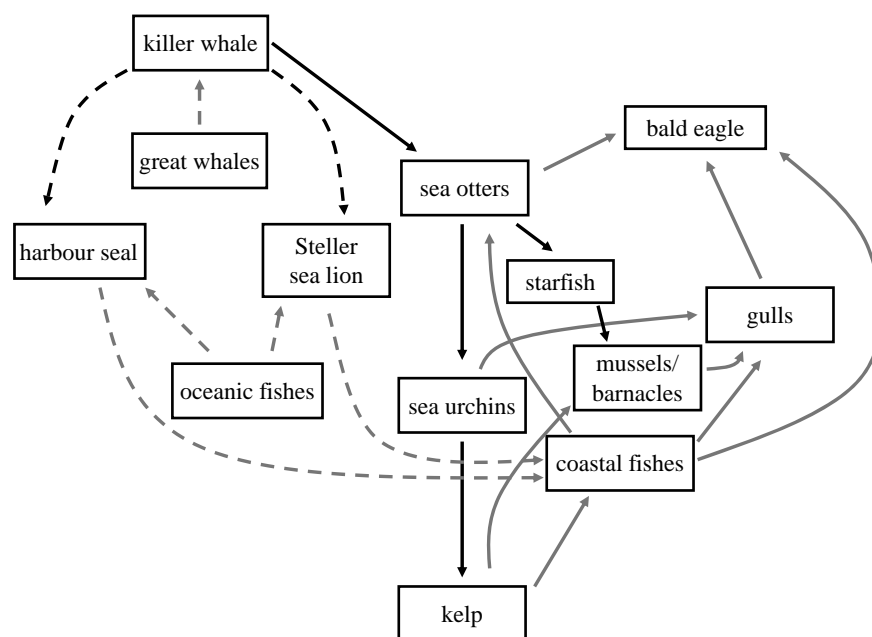 killer whale
great whales
bald eagle
sea otters
harbour seal
Steller
sea lion
starfish
gulls
oceanic fishes
sea urchins
mussels/
barnacles
coastal fishes
kelp